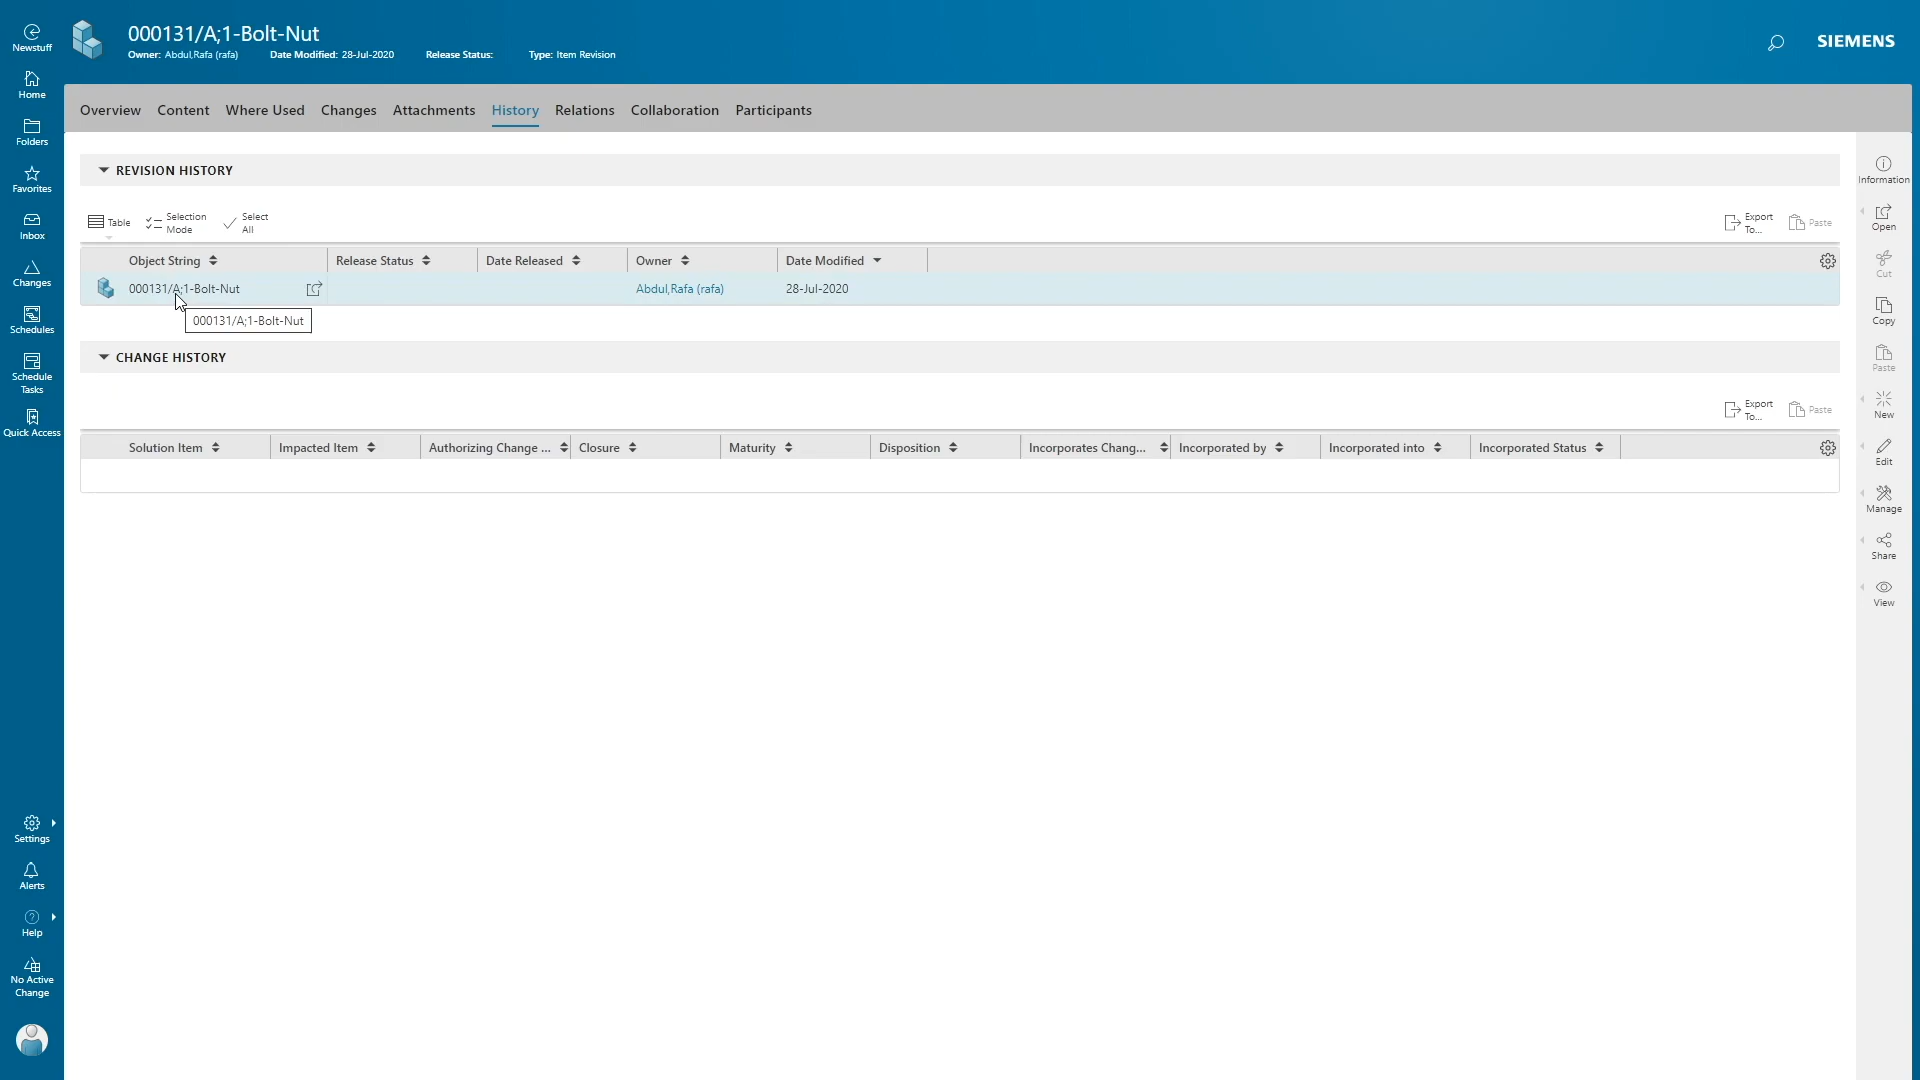 000131/A;1-Bolt-Nut
Owner: Abdul,Rafa (rafa) Date Modified: 28-Jul-2020 Release Status: Type: Item Revision
SIEMENS
Newstuff
Home
Folders
Favorites
Inbox
Changes
Schedules
Schedule
Tasks
Quick Access
Settings
Alerts
Help
No Active
Change
Overview Content Where Used Changes Attachments History Relations Collaboration Participants
REVISION HISTORY
Table
Selection
Mode
Select
All
Export
To...
Paste
Object String Release Status Date Released Owner Date Modified
000131/A;1-Bolt-Nut Abdul,Rafa (rafa) 28-Jul-2020
000131/A;1-Bolt-Nut
CHANGE HISTORY
Export
To...
Paste
Solution Item Impacted Item Authorizing Change ... Closure Maturity Disposition Incorporates Chang... Incorporated by Incorporated into Incorporated Status
Information
Open
Cut
Copy
Paste
New
Edit
Manage
Share
View